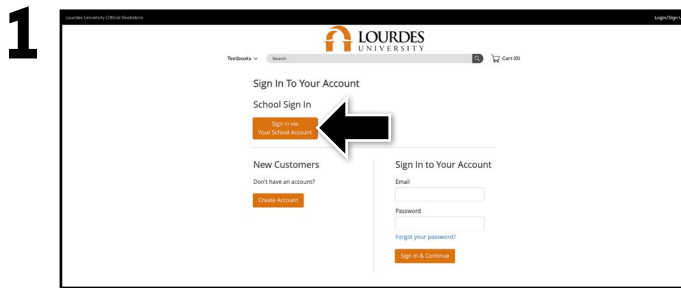 1
Lourdes University Official Bookstore
Login/Sign U
LOURDES
UNIVERSITY
Textbooks
Search
Cart (0)
Sign In To Your Account
School Sign In
Sign in via
Your School Account
New Customers
Sign In to Your Account
Don't have an account?
Email
Create Account
Password
Forgot your password?
Sign In & Continue